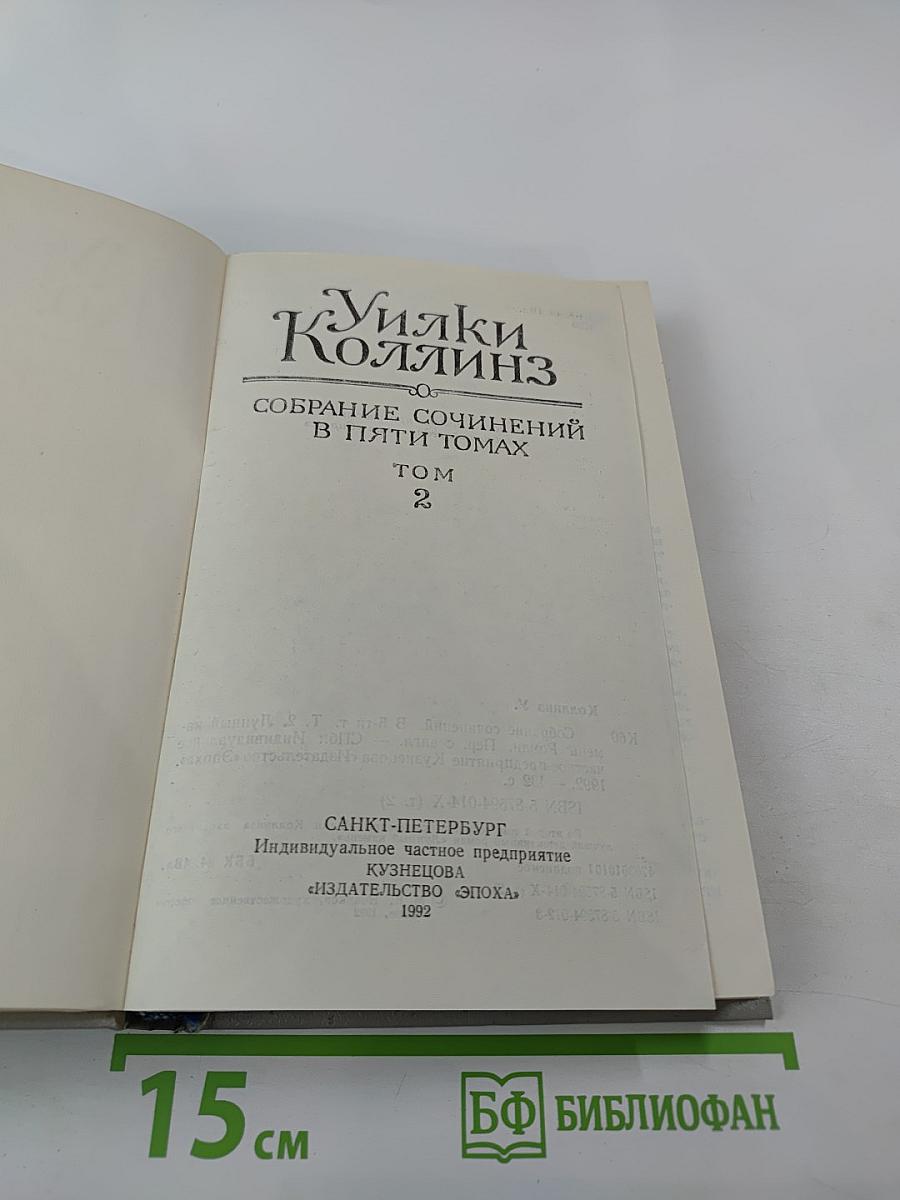 Уилки
Коллинз
СОБРАНИЕ СОЧИНЕНИЙ
В ПЯТИ ТОМАХ
ТОМ
2
САНКТ-ПЕТЕРБУРГ
Индивидуальное частное предприятие
КУЗНЕЦОВА
«ИЗДАТЕЛЬСТВО «ЭПОХА»
1992
15 см
БФ БИБЛИОФАН